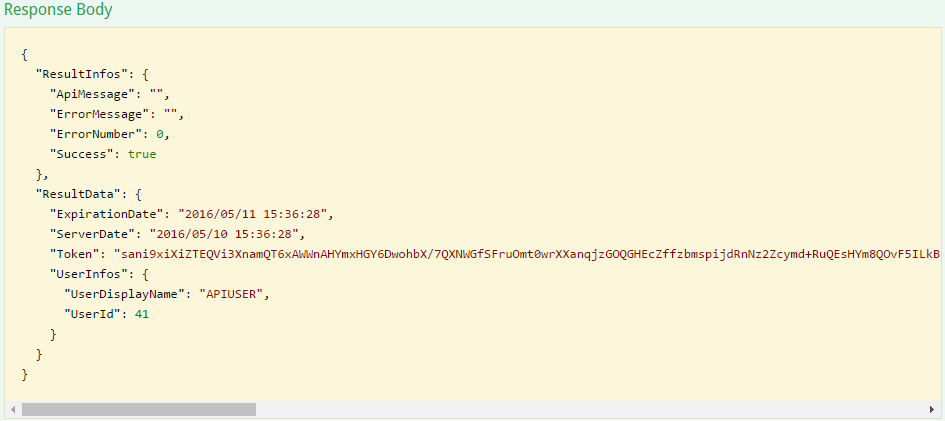 Response Body
{
"ResultInfos": {
"ApiMessage": "",
"ErrorMessage": "",
"ErrorNumber": 0,
"Success": true
},
"ResultData": {
"ExpirationDate": "2016/05/11 15:36:28",
"ServerDate": "2016/05/10 15:36:28",
"Token": "sani9xiXiZTEQVi3XnamQT6xAWWnAHYmxHGY6DwohbX/7QXNWGfSFruOmt0wrXXanqjzGOQGHEcZffzbmspijdRnNz2Zcymd+RuQEsHYm8QOvF5ILkB
"UserInfos": {
"UserDisplayName": "APIUSER",
"UserId": 41
}
}
}